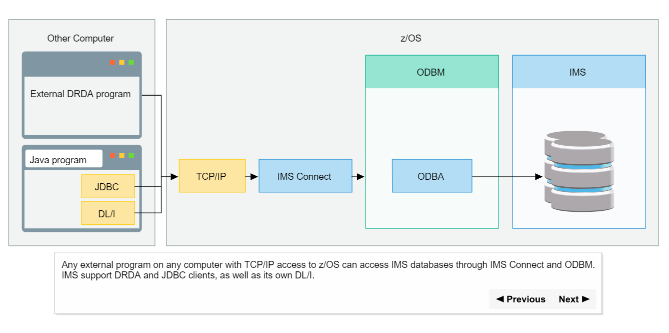 Other Computer
z/OS
External DRDA program
Java program
JDBC
DL/I
TCP/IP
IMS Connect
ODBM
ODBA
IMS
Any external program on any computer with TCP/IP access to z/OS can access IMS databases through IMS Connect and ODBM.
IMS support DRDA and JDBC clients, as well as its own DL/I.
◀ Previous Next ▶